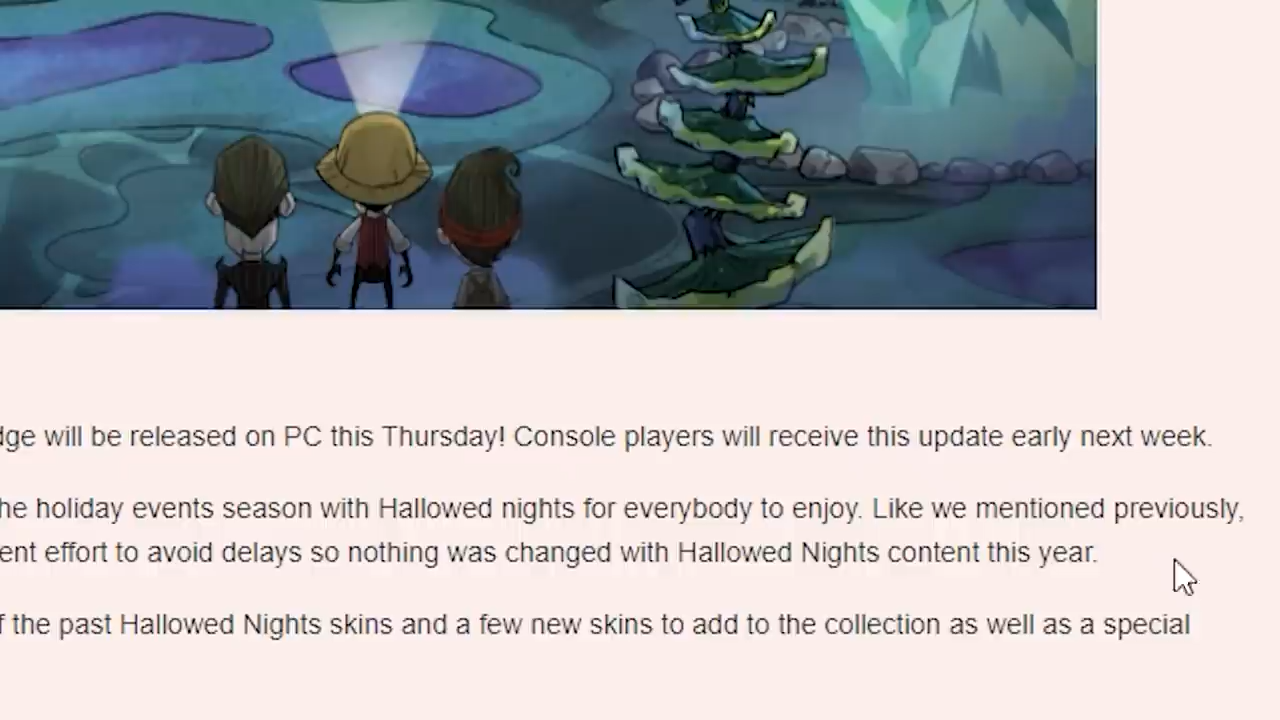 will be released on PC this Thursday! Console players will receive this update early next week.
holiday events season with Hallowed nights for everybody to enjoy. Like we mentioned previously,
effort to avoid delays so nothing was changed with Hallowed Nights content this year.
the past Hallowed Nights skins and a few new skins to add to the collection as well as a special